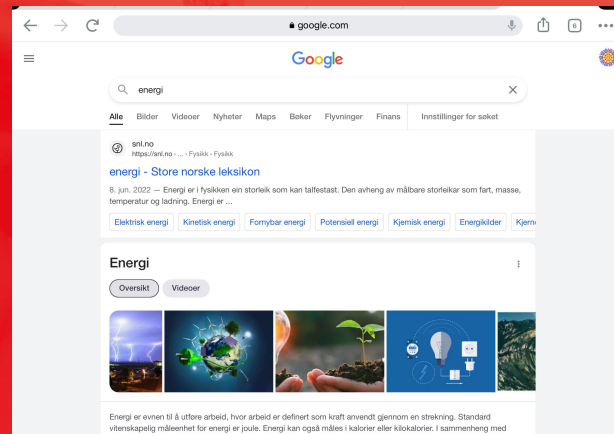 google.com
6
Google
energi
Alle Bilder Videoer Nyheter Maps Bøker Flyvninger Finans Innstillinger for søket
snl.no
https://snl.no › ... › Fysikk › Fysikk
energi - Store norske leksikon
8. jun. 2022 — Energi er i fysikken ein storleik som kan talfestast. Den avheng av målbare storleikar som fart, masse,
temperatur og ladning. Energi er ...
Elektrisk energi Kinetisk energi Fornybar energi Potensiell energi Kjemisk energi Energikilder Kjern
Energi
Oversikt Videoer
Energi er evnen til å utføre arbeid, hvor arbeid er definert som kraft anvendt gjennom en strekning. Standard
vitenskapelig måleenhet for energi er joule. Energi kan også måles i kalorier eller kilokalorier. I sammenheng med